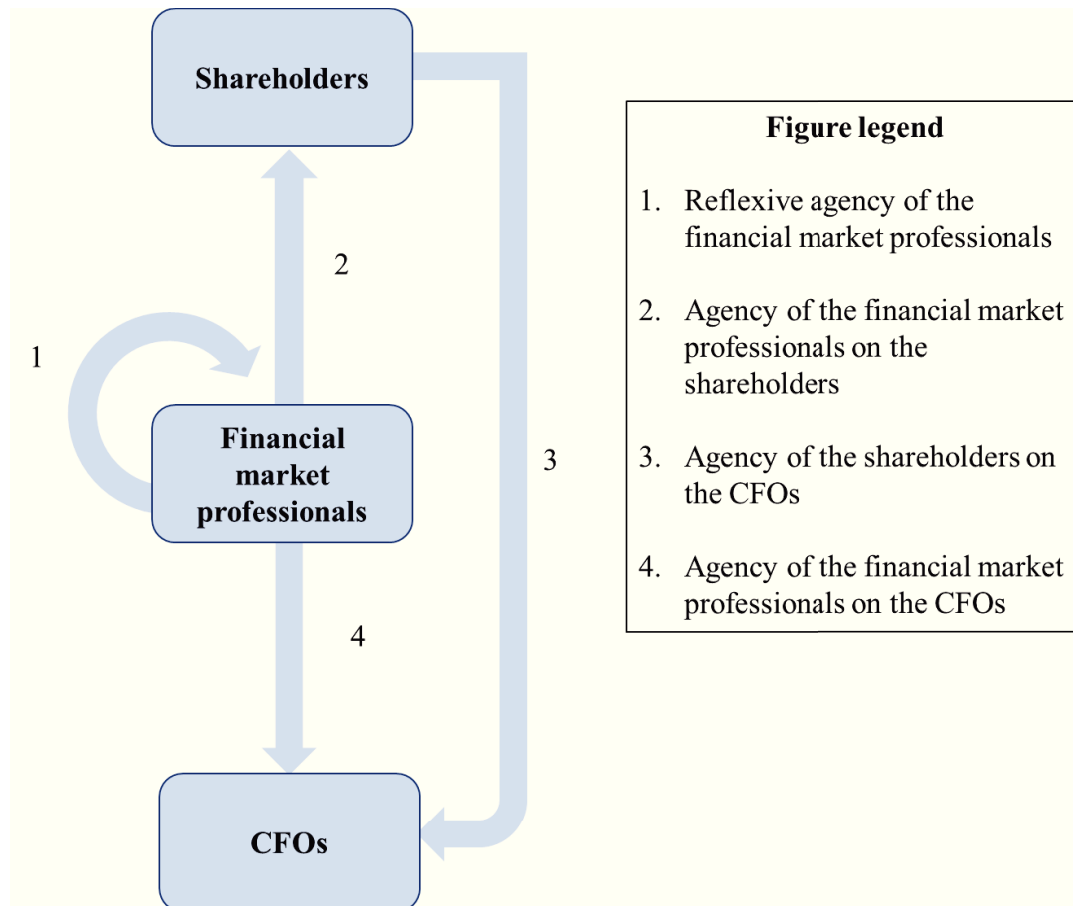 Shareholders
2
1
Financial
market
professionals
3
4
CFOs
Figure legend
1. Reflexive agency of the
financial market professionals
2. Agency of the financial market
professionals on the
shareholders
3. Agency of the shareholders on
the CFOs
4. Agency of the financial market
professionals on the CFOs